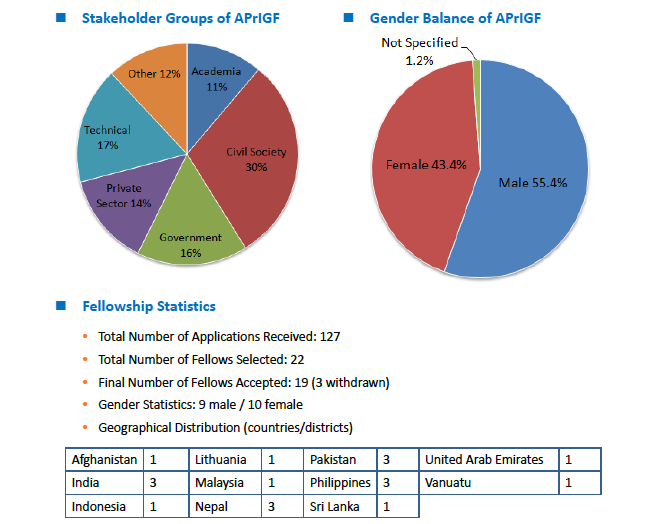 Stakeholder Groups of APrIGF
Other 12%
Academia
11%
Technical
17%
Civil Society
30%
Private
Sector 14%
Government
16%
Gender Balance of APrIGF
Not Specified
1.2%
Female 43.4%
Male 55.4%
Fellowship Statistics
• Total Number of Applications Received: 127
• Total Number of Fellows Selected: 22
• Final Number of Fellows Accepted: 19 (3 withdrawn)
• Gender Statistics: 9 male / 10 female
• Geographical Distribution (countries/districts)
Afghanistan 1 Lithuania 1 Pakistan 3 United Arab Emirates 1
India 3 Malaysia 1 Philippines 3 Vanuatu 1
Indonesia 1 Nepal 3 Sri Lanka 1